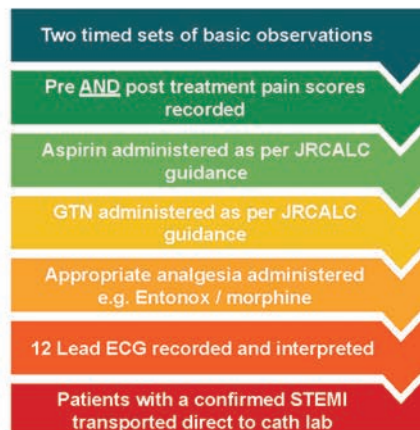 Two timed sets of basic observations
Pre AND post treatment pain scores
recorded
Aspirin administered as per JRCALC
guidance
GTN administered as per JRCALC
guidance
Appropriate analgesia administered
e.g. Entonox / morphine
12 Lead ECG recorded and interpreted
Patients with a confirmed STEMI
transported direct to cath lab